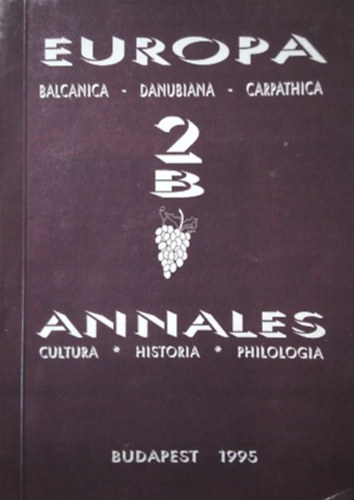 EUROPA
BALCANICA - DANUBIANA - CARPATHICA
2
B
ANNALES
CULTURA * HISTORIA * PHILOLOGIA
BUDAPEST 1995